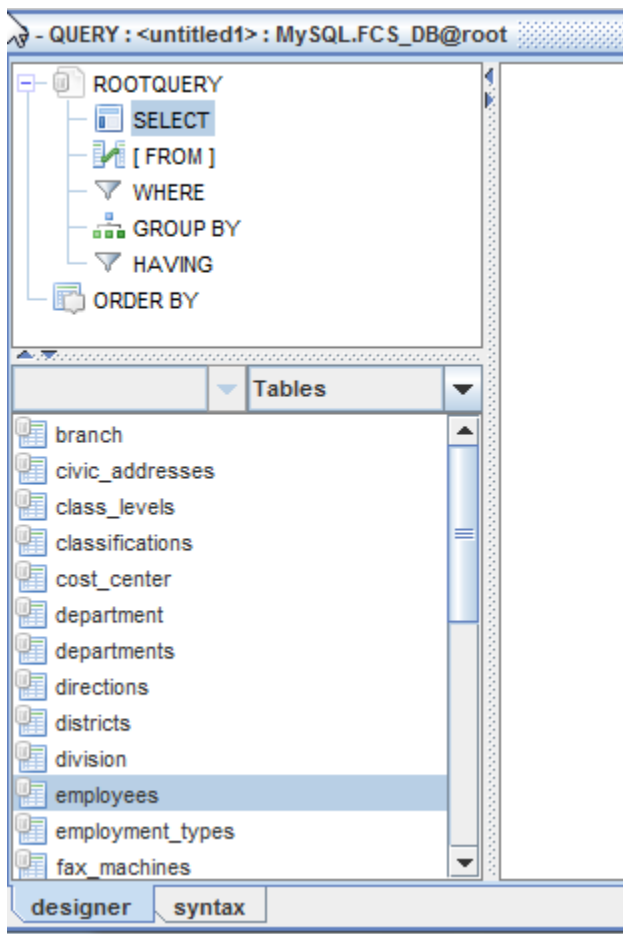 - QUERY : <untitled1> : MySQL.FCS_DB@root
ROOTQUERY
SELECT
[ FROM ]
WHERE
GROUP BY
HAVING
ORDER BY
Tables
branch
civic_addresses
class_levels
classifications
cost_center
department
departments
directions
districts
division
employees
employment_types
fax_machines
designer syntax